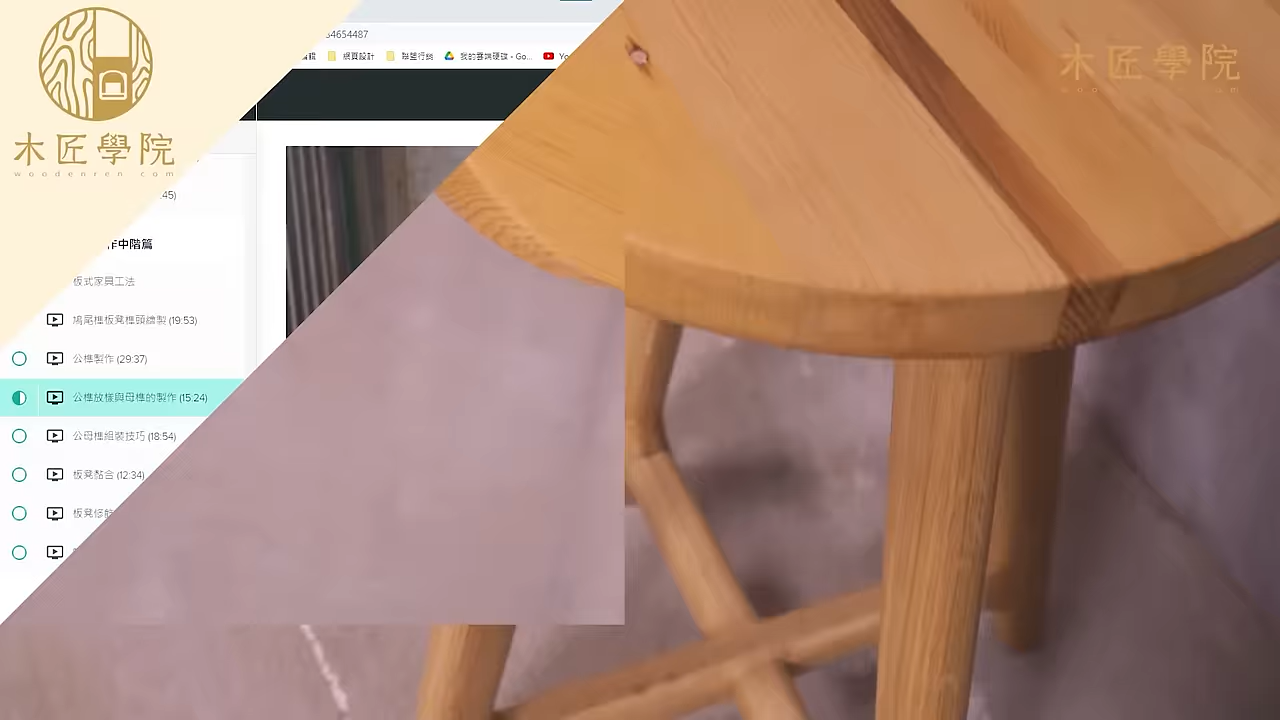 木匠學院
woodenren com
木匠學院
34654487
網頁設計
聯盟行銷
我的雲端硬碟 - Go...
.45)
作中階篇
板式家具工法
鳩尾榫板凳榫頭繪製 (19:53)
公榫製作 (29:37)
公榫放樣與母榫的製作 (15:24)
公母榫組裝技巧 (18:54)
板凳黏合 (12:34)
板凳修飾